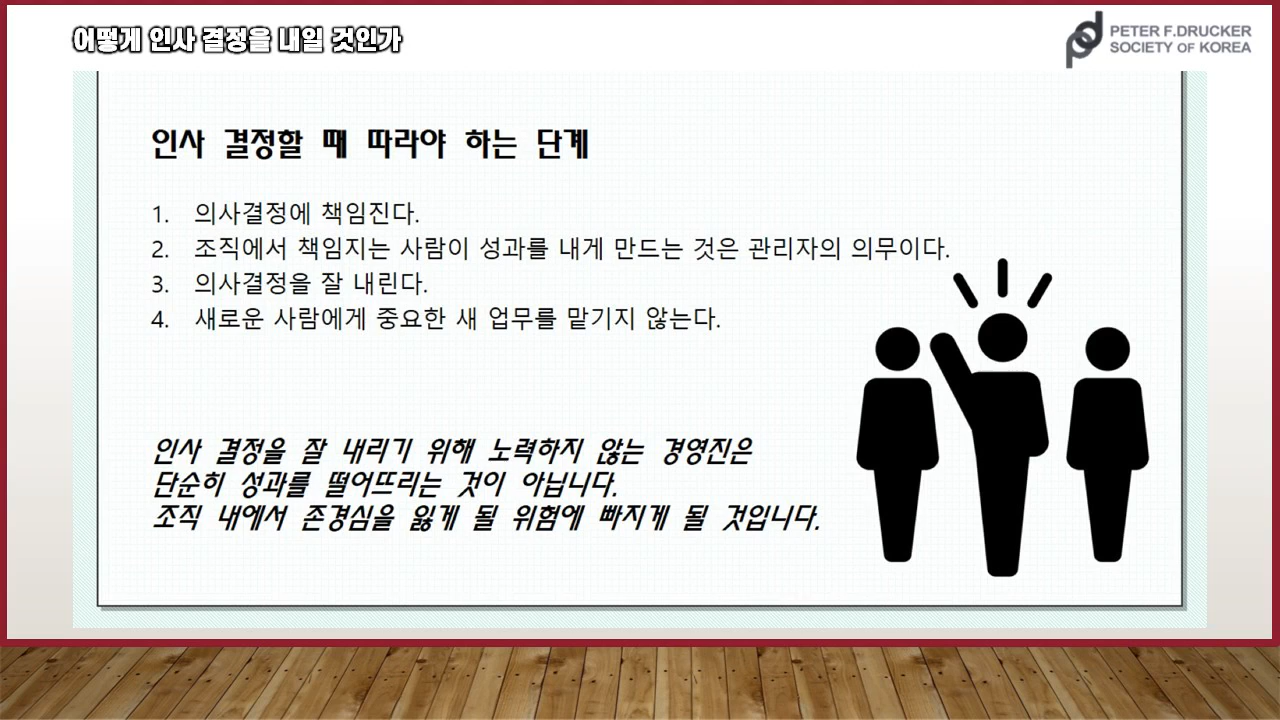 어떻게 인사 결정을 내일 것인가
PETER F.DRUCKER
SOCIETY OF KOREA
인사 결정할 때 따라야 하는 단계
1. 의사결정에 책임진다.
2. 조직에서 책임지는 사람이 성과를 내게 만드는 것은 관리자의 의무이다.
3. 의사결정을 잘 내린다.
4. 새로운 사람에게 중요한 새 업무를 맡기지 않는다.
인사 결정을 잘 내리기 위해 노력하지 않는 경영진은
단순히 성과를 떨어뜨리는 것이 아닙니다.
조직 내에서 존경심을 잃게 될 위험에 빠지게 될 것입니다.